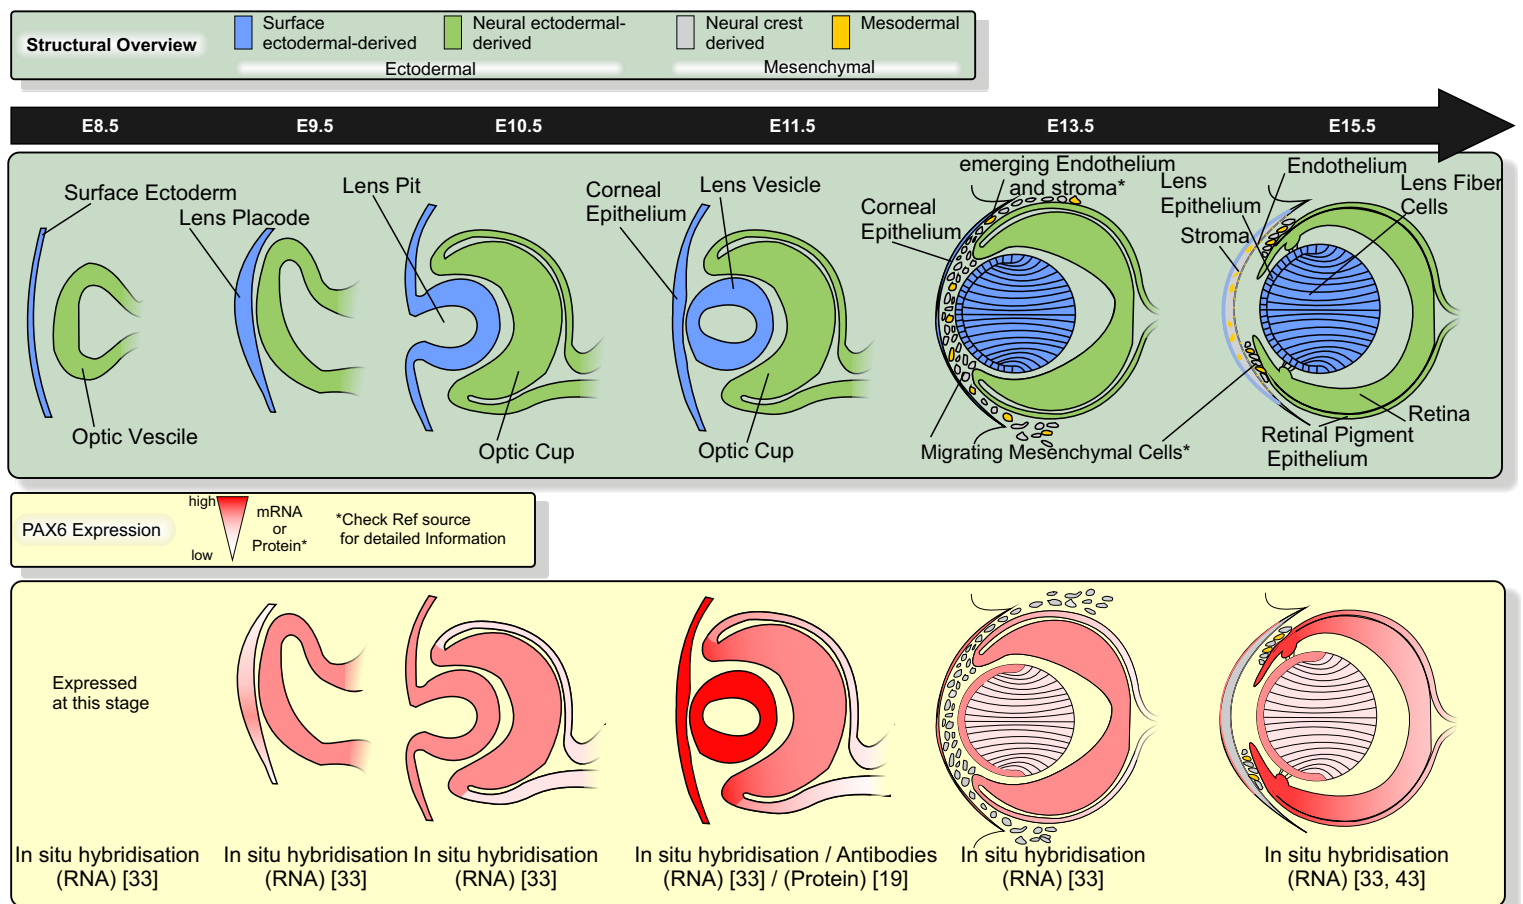 Structural Overview
Surface
ectodermal-derived
Neural ectodermal-
derived
Neural crest
derived
Mesodermal
Ectodermal
Mesenchymal
E8.5
E9.5
E10.5
E11.5
E13.5
E15.5
Surface Ectoderm
Lens Placode
Optic Vescile
Lens Pit
Optic Cup
Corneal
Epithelium
Lens Vesicle
Optic Cup
emerging Endothelium
and stroma*
Corneal
Epithelium
Migrating Mesenchymal Cells*
Lens
Epithelium
Stroma
Endothelium
Lens Fiber
Cells
Retina
Retinal Pigment
Epithelium
PAX6 Expression
high
low
mRNA
or
Protein*
*Check Ref source
for detailed Information
Expressed
at this stage
In situ hybridisation
(RNA) [33]
In situ hybridisation
(RNA) [33]
In situ hybridisation
(RNA) [33]
In situ hybridisation / Antibodies
(RNA) [33] / (Protein) [19]
In situ hybridisation
(RNA) [33]
In situ hybridisation
(RNA) [33, 43]